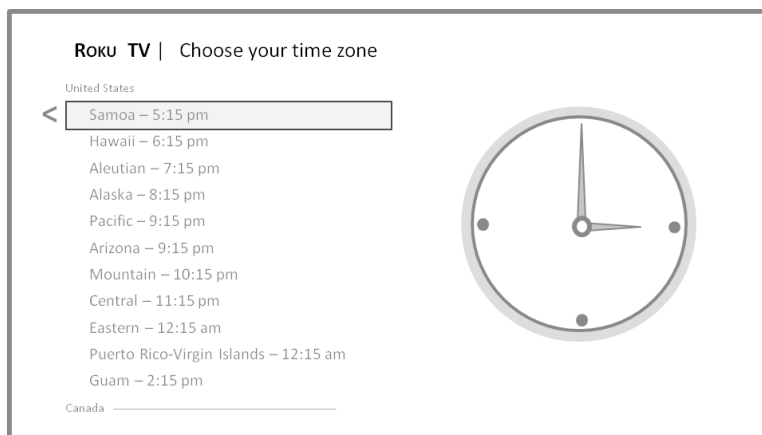 ROKU TV | Choose your time zone
United States
<
Samoa – 5:15 pm
Hawaii – 6:15 pm
Aleutian – 7:15 pm
Alaska – 8:15 pm
Pacific – 9:15 pm
Arizona – 9:15 pm
Mountain – 10:15 pm
Central – 11:15 pm
Eastern – 12:15 am
Puerto Rico-Virgin Islands – 12:15 am
Guam – 2:15 pm
Canada